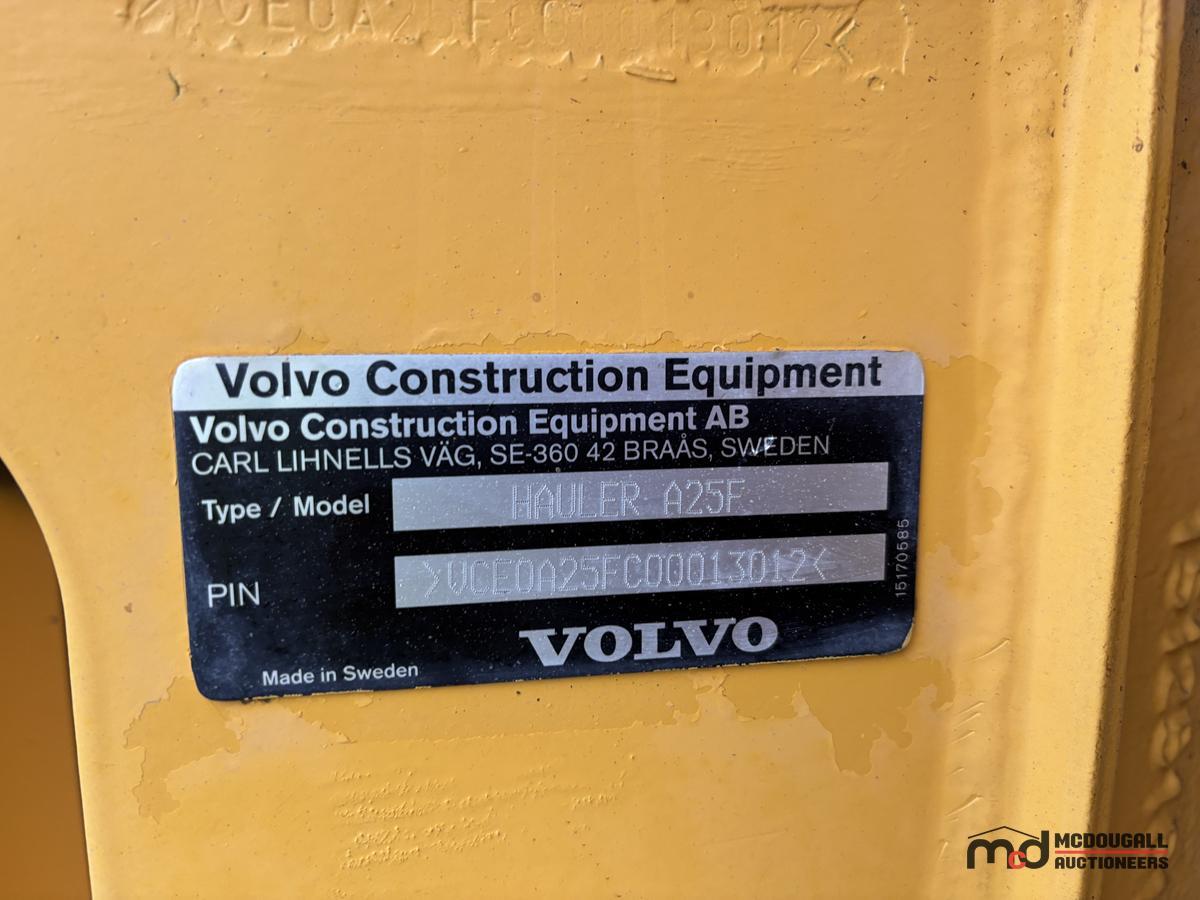 VCE0A25FC00013012<
Volvo Construction Equipment
Volvo Construction Equipment AB
CARL LIHNELLS VÄG, SE-360 42 BRAÅS, SWEDEN
Type / Model HAULER A25F
PIN >VCE0A25FC00013012<
15170585
VOLVO
Made in Sweden
mcd MCDOUGALL
AUCTIONEERS